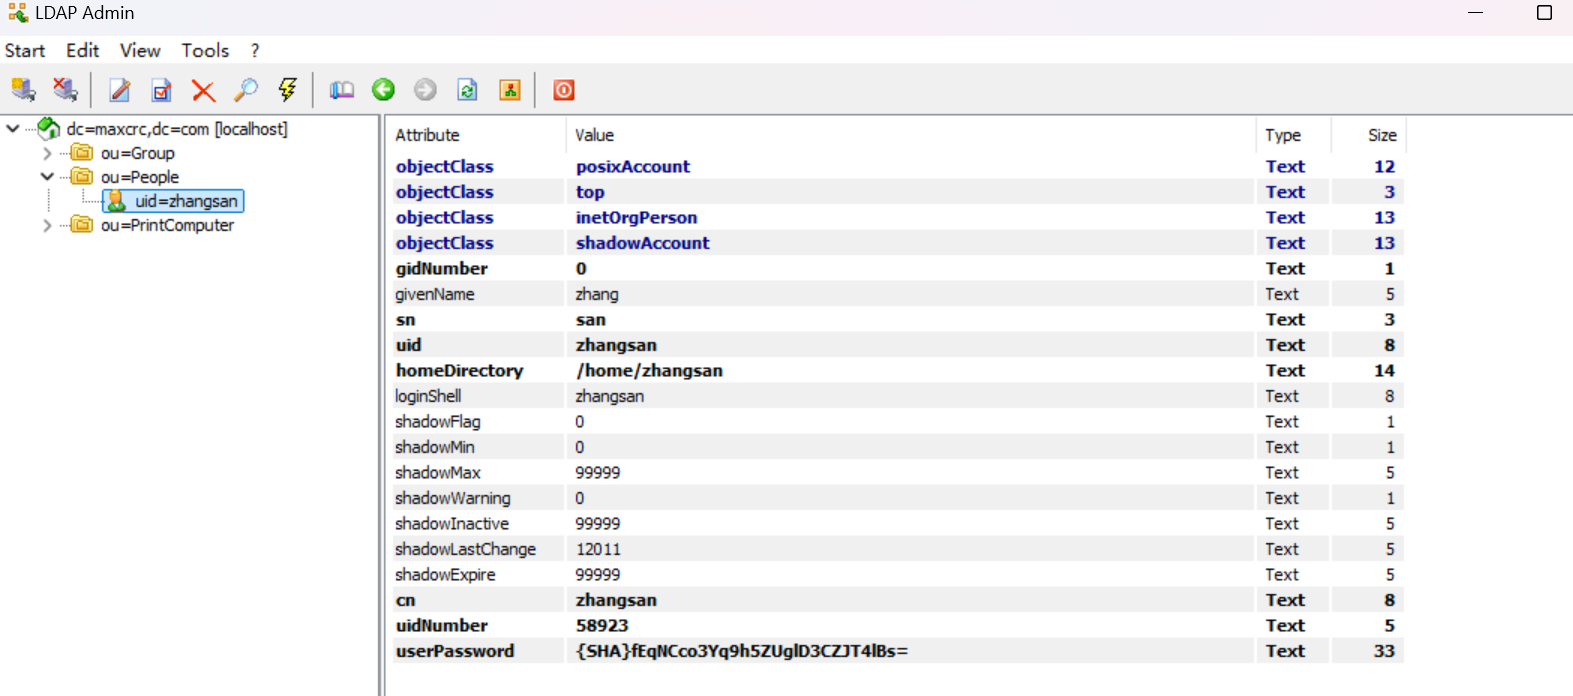 LDAP Admin
Start Edit View Tools ?
dc=maxcrc,dc=com [localhost]
ou=Group
ou=People
uid=zhangsan
ou=PrintComputer
Attribute Value Type Size
objectClass posixAccount Text 12
objectClass top Text 3
objectClass inetOrgPerson Text 13
objectClass shadowAccount Text 13
gidNumber 0 Text 1
givenName zhang Text 5
sn san Text 3
uid zhangsan Text 8
homeDirectory /home/zhangsan Text 14
loginShell zhangsan Text 8
shadowFlag 0 Text 1
shadowMin 0 Text 1
shadowMax 99999 Text 5
shadowWarning 0 Text 1
shadowInactive 99999 Text 5
shadowLastChange 12011 Text 5
shadowExpire 99999 Text 5
cn zhangsan Text 8
uidNumber 58923 Text 5
userPassword {SHA}fEqNCco3Yq9h5ZUglD3CZJT4lBs= Text 33